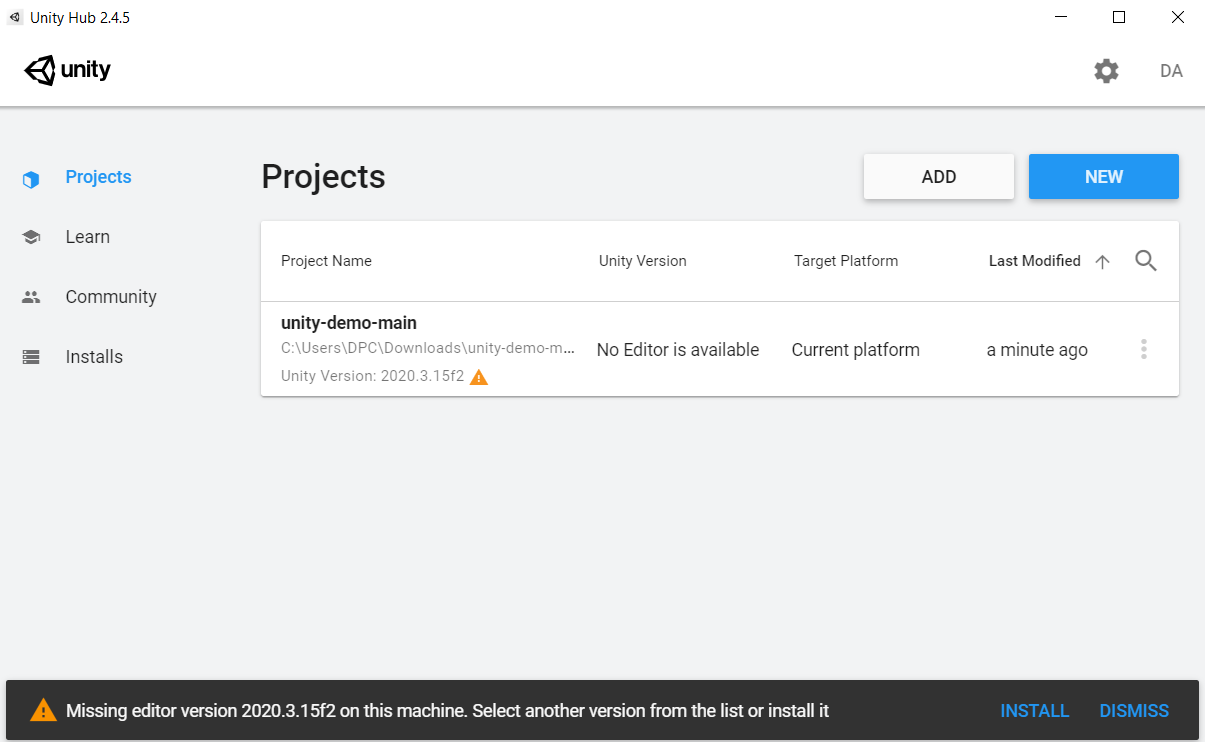 Unity Hub 2.4.5
unity
DA
Projects
Learn
Community
Installs
Projects
ADD
NEW
Project Name
Unity Version
Target Platform
Last Modified
unity-demo-main
C:\Users\DPC\Downloads\unity-demo-m...
Unity Version: 2020.3.15f2
No Editor is available
Current platform
a minute ago
Missing editor version 2020.3.15f2 on this machine. Select another version from the list or install it
INSTALL
DISMISS